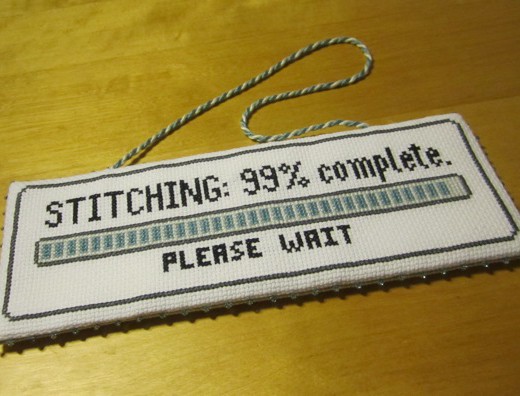 STITCHING: 99% complete.
PLEASE WAIT